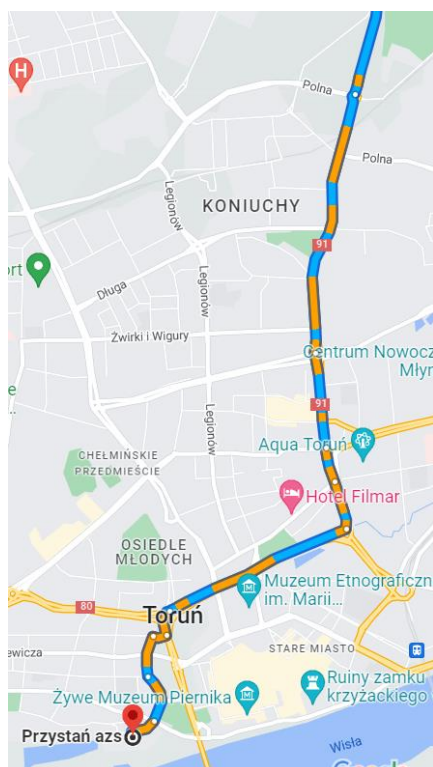 Polna
H
Polna
Legionów
KONIUCHY
91
Legionów
ort
Długa
Żwirki i Wigury
Centrum Nowocz
Młyn
e
...
91
Legionów
CHEŁMIŃSKIE
PRZEDMIEŚCIE
Aqua Toruń
Hotel Filmar
OSIEDLE
MŁODYCH
Muzeum Etnograficzn
im. Marii...
80
Toruń
ewicza
STARE MIASTO
Żywe Muzeum Piernika
Ruiny zamku
krzyżackiego
Przystań azs
Wisła